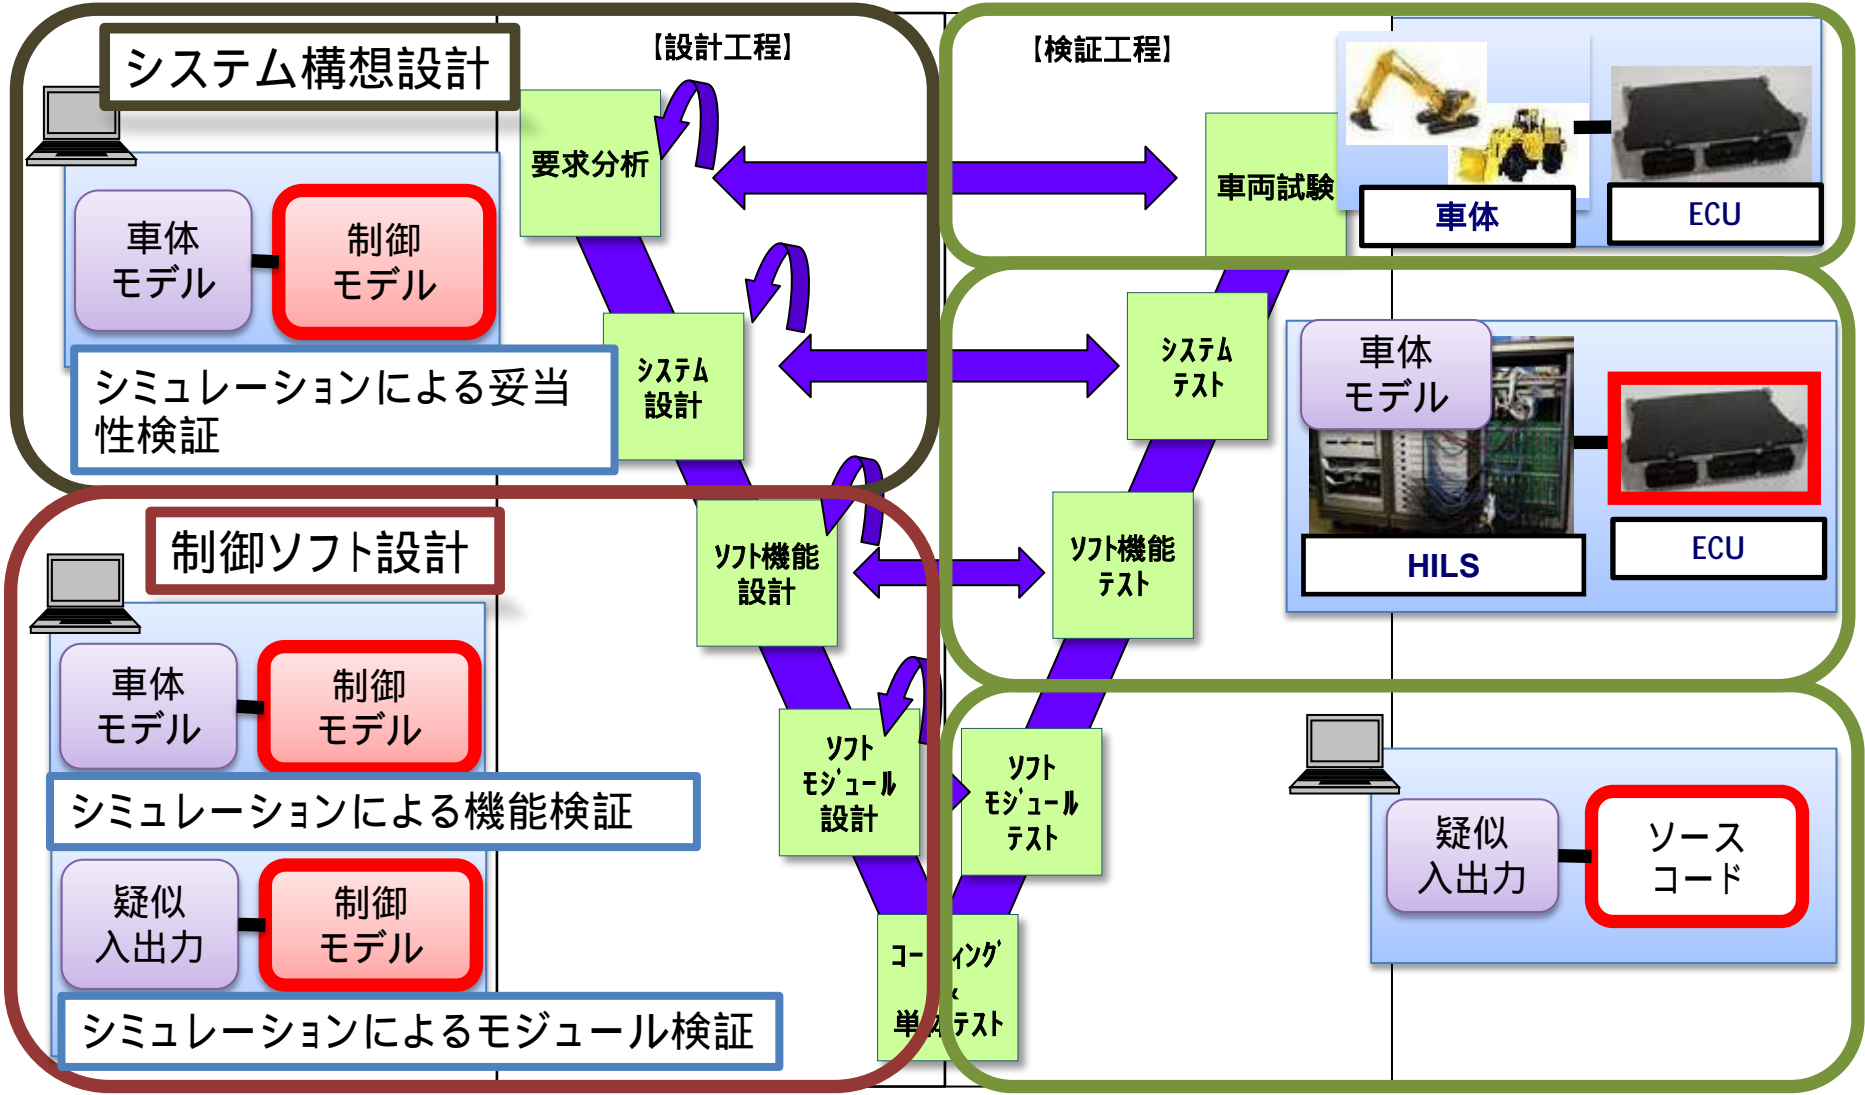 システム構想設計
【設計工程】
【検証工程】
要求分析
車両試験
車体
ECU
車体
モデル
制御
モデル
シミュレーションによる妥当
性検証
システム
設計
システム
テスト
車体
モデル
HILS
ECU
制御ソフト設計
ソフト機能
設計
ソフト機能
テスト
車体
モデル
制御
モデル
シミュレーションによる機能検証
ソフト
モジュール
設計
ソフト
モジュール
テスト
疑似
入出力
ソース
コード
疑似
入出力
制御
モデル
シミュレーションによるモジュール検証
コーディング
&
単体テスト